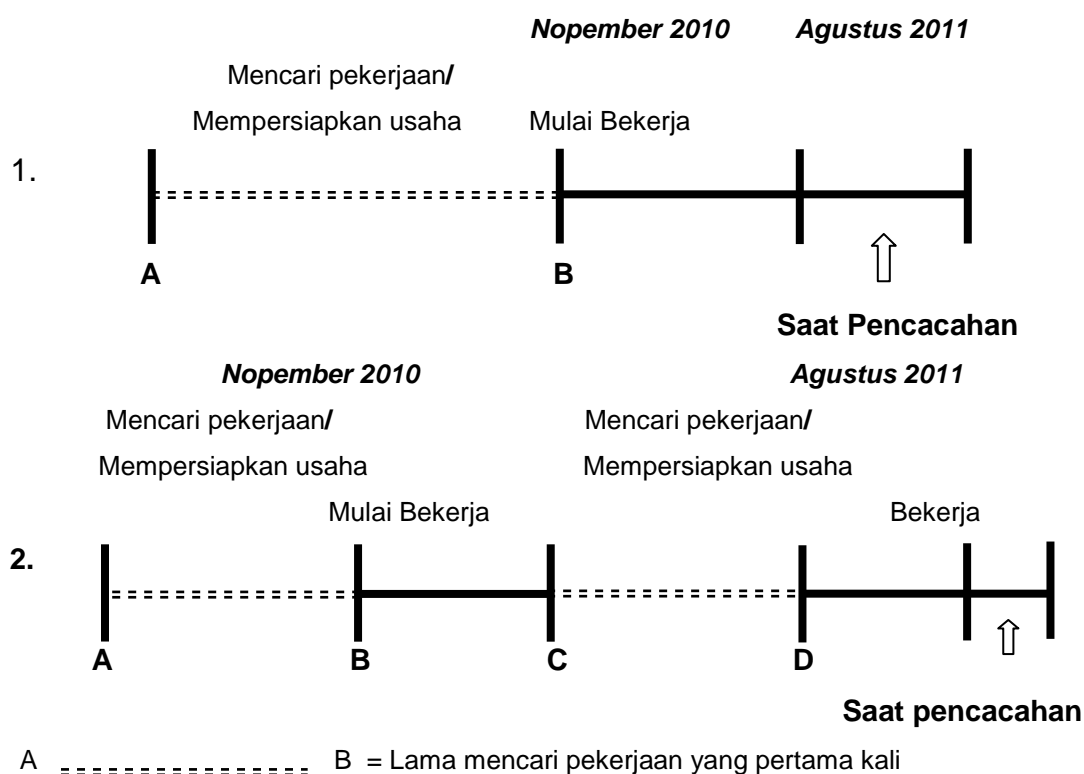 Nopember 2010 Agustus 2011
Mencari pekerjaan/
Mempersiapkan usaha Mulai Bekerja
1.
A B
Saat Pencacahan
Nopember 2010 Agustus 2011
Mencari pekerjaan/ Mencari pekerjaan/
Mempersiapkan usaha Mempersiapkan usaha
Mulai Bekerja Bekerja
2.
A B C D
Saat pencacahan
A B = Lama mencari pekerjaan yang pertama kali